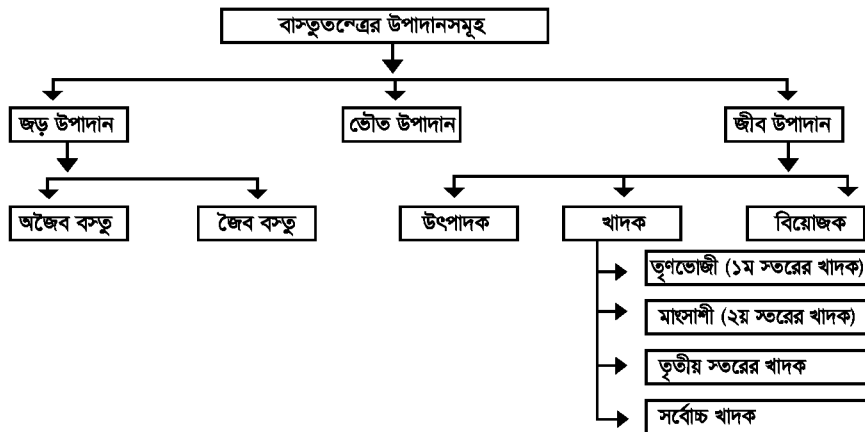 বাস্তুতন্ত্রের উপাদানসমূহ
জড় উপাদান
ভৌত উপাদান
জীব উপাদান
অজৈব বস্তু
জৈব বস্তু
উৎপাদক
খাদক
বিয়োজক
তৃণভোজী (১ম স্তরের খাদক)
মাংসাশী (২য় স্তরের খাদক)
তৃতীয় স্তরের খাদক
সর্বোচ্চ খাদক